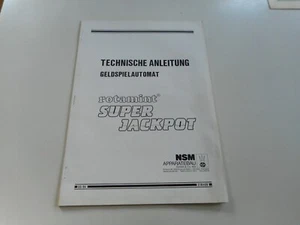 TECHNISCHE ANLEITUNG
GELDSPIELAUTOMAT
rotamint®
SUPER
JACKPOT
NSM
APPARATEBAU